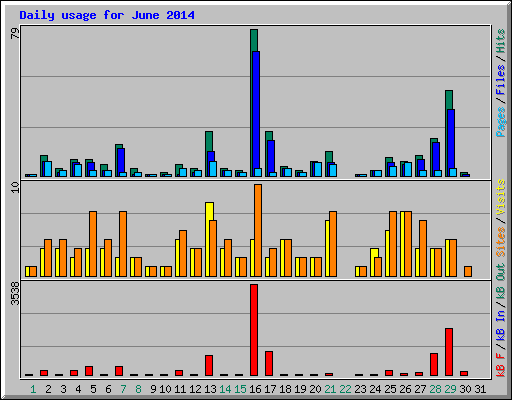 Daily usage for June 2014
79
Pages / Files / Hits
10
Sites / Visits
3538
kB F / kB In / kB Out
1 2 3 4 5 6 7 8 9 10 11 12 13 14 15 16 17 18 19 20 21 22 23 24 25 26 27 28 29 30 31